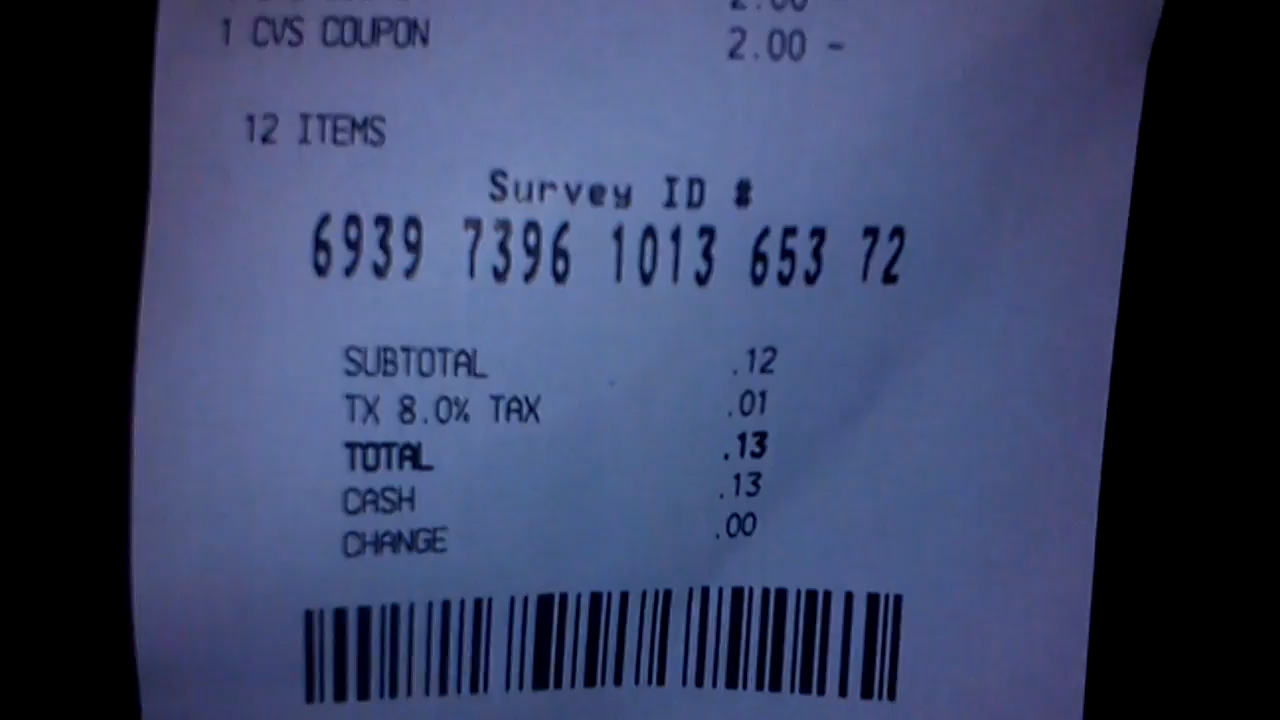 1 CVS COUPON 2.00 -
12 ITEMS
Survey ID #
6939 7396 1013 653 72
SUBTOTAL .12
TX 8.0% TAX .01
TOTAL .13
CASH .13
CHANGE .00